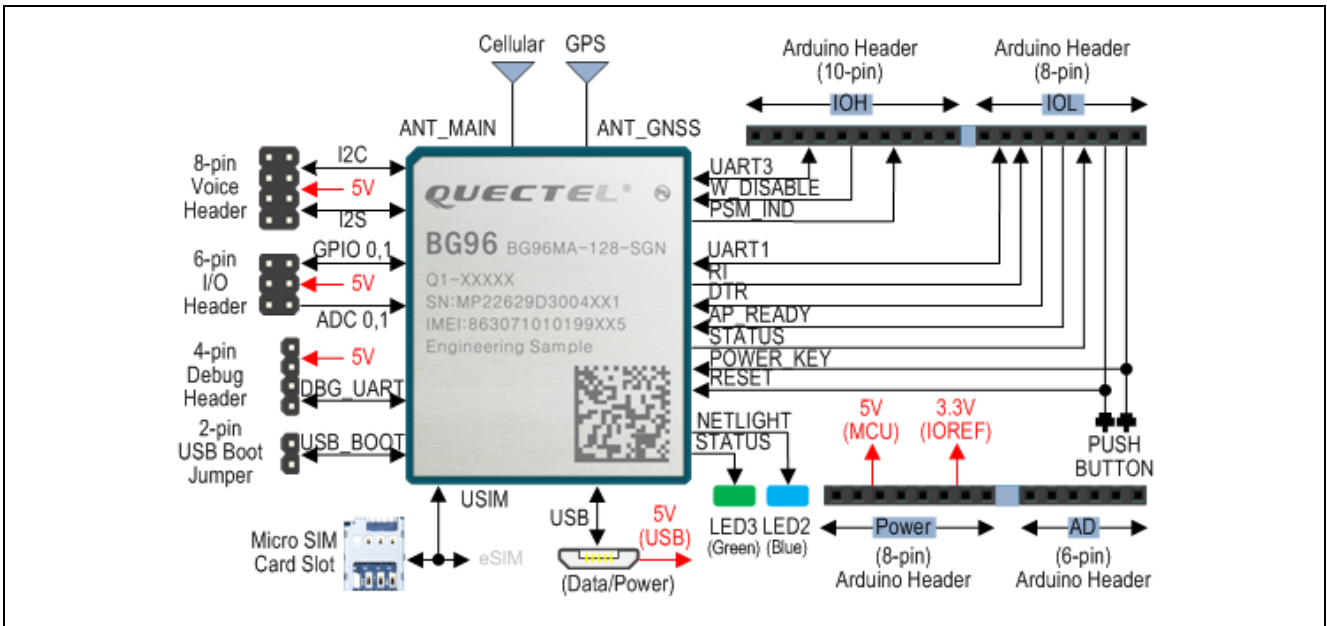 Cellular GPS
Arduino Header
(10-pin)
Arduino Header
(8-pin)
IOH
IOL
ANT_MAIN
ANT_GNSS
8-pin
Voice
Header
I2C
5V
I2S
6-pin
I/O
Header
GPIO 0,1
5V
ADC 0,1
4-pin
Debug
Header
5V
DBG_UART
2-pin
USB Boot
Jumper
USB_BOOT
QUECTEL®
BG96 BG96MA-128-SGN
Q1-XXXXX
SN:MP22629D3004XX1
IMEI:863071010199XX5
Engineering Sample
UART3
W_DISABLE
PSM_IND
UART1
RI
DTR
AP_READY
STATUS
POWER_KEY
RESET
NETLIGHT
STATUS
5V
(MCU)
3.3V
(IOREF)
PUSH
BUTTON
USIM
Micro SIM
Card Slot
eSIM
USB
5V
(USB)
(Data/Power)
LED3
(Green)
LED2
(Blue)
Power
(8-pin)
Arduino Header
AD
(6-pin)
Arduino Header